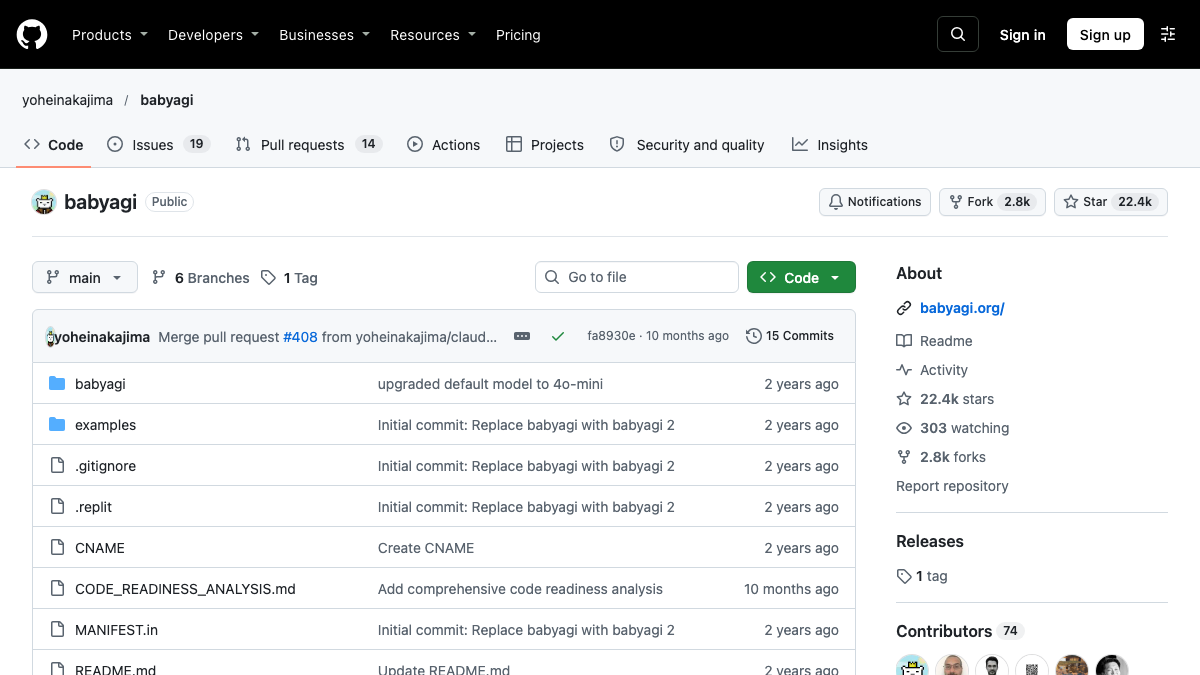 Products Developers Businesses Resources Pricing Sign in Sign up
yoheinakajima / babyagi
Code Issues 19 Pull requests 14 Actions Projects Security and quality Insights
babyagi Public Notifications Fork 2.8k Star 22.4k
main 6 Branches 1 Tag Go to file Code
yoheinakajima Merge pull request #408 from yoheinakajima/claud... fa8930e · 10 months ago 15 Commits
babyagi upgraded default model to 4o-mini 2 years ago
examples Initial commit: Replace babyagi with babyagi 2 2 years ago
.gitignore Initial commit: Replace babyagi with babyagi 2 2 years ago
.replit Initial commit: Replace babyagi with babyagi 2 2 years ago
CNAME Create CNAME 2 years ago
CODE_READINESS_ANALYSIS.md Add comprehensive code readiness analysis 10 months ago
MANIFEST.in Initial commit: Replace babyagi with babyagi 2 2 years ago
README.md Update README.md 2 years ago
About
babyagi.org/
Readme
Activity
22.4k stars
303 watching
2.8k forks
Report repository
Releases
1 tag
Contributors 74